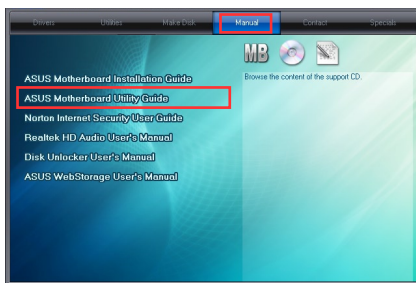 Drivers Utilities Make Disk Manual Contact Specials
MB
ASUS Motherboard Installation Guide
Browse the content of the support CD.
ASUS Motherboard Utility Guide
Norton Internet Security User Guide
Realtek HD Audio User's Manual
Disk Unlocker User's Manual
ASUS WebStorage User's Manual